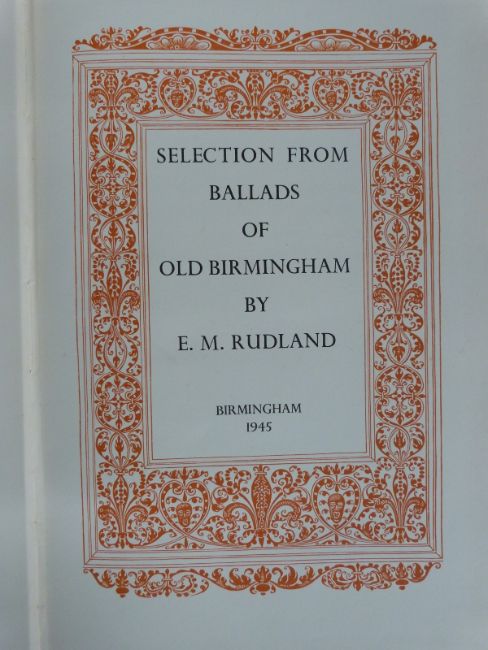 SELECTION FROM
BALLADS
OF
OLD BIRMINGHAM
BY
E. M. RUDLAND
BIRMINGHAM
1945